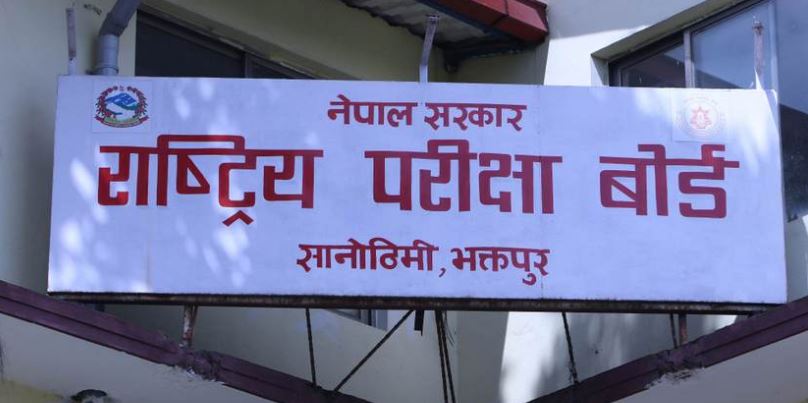 नेपाल सरकार
राष्ट्रिय परीक्षा बोर्ड
सानोठिमी, भक्तपुर